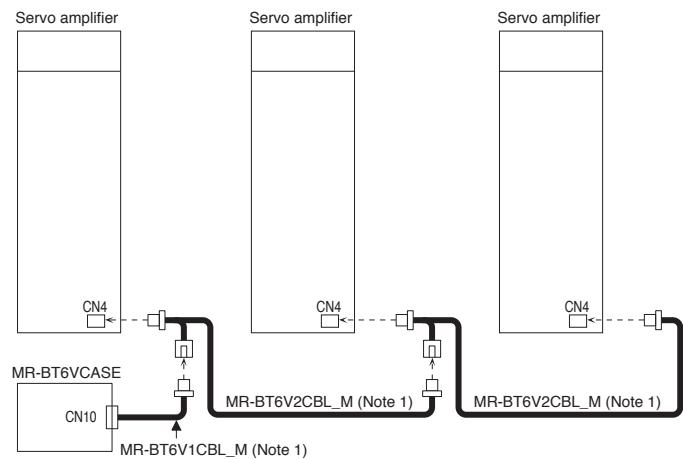 Servo amplifier
Servo amplifier
Servo amplifier
CN4
CN4
CN4
MR-BT6VCASE
CN10
MR-BT6V2CBL_M (Note 1)
MR-BT6V2CBL_M (Note 1)
MR-BT6V1CBL_M (Note 1)